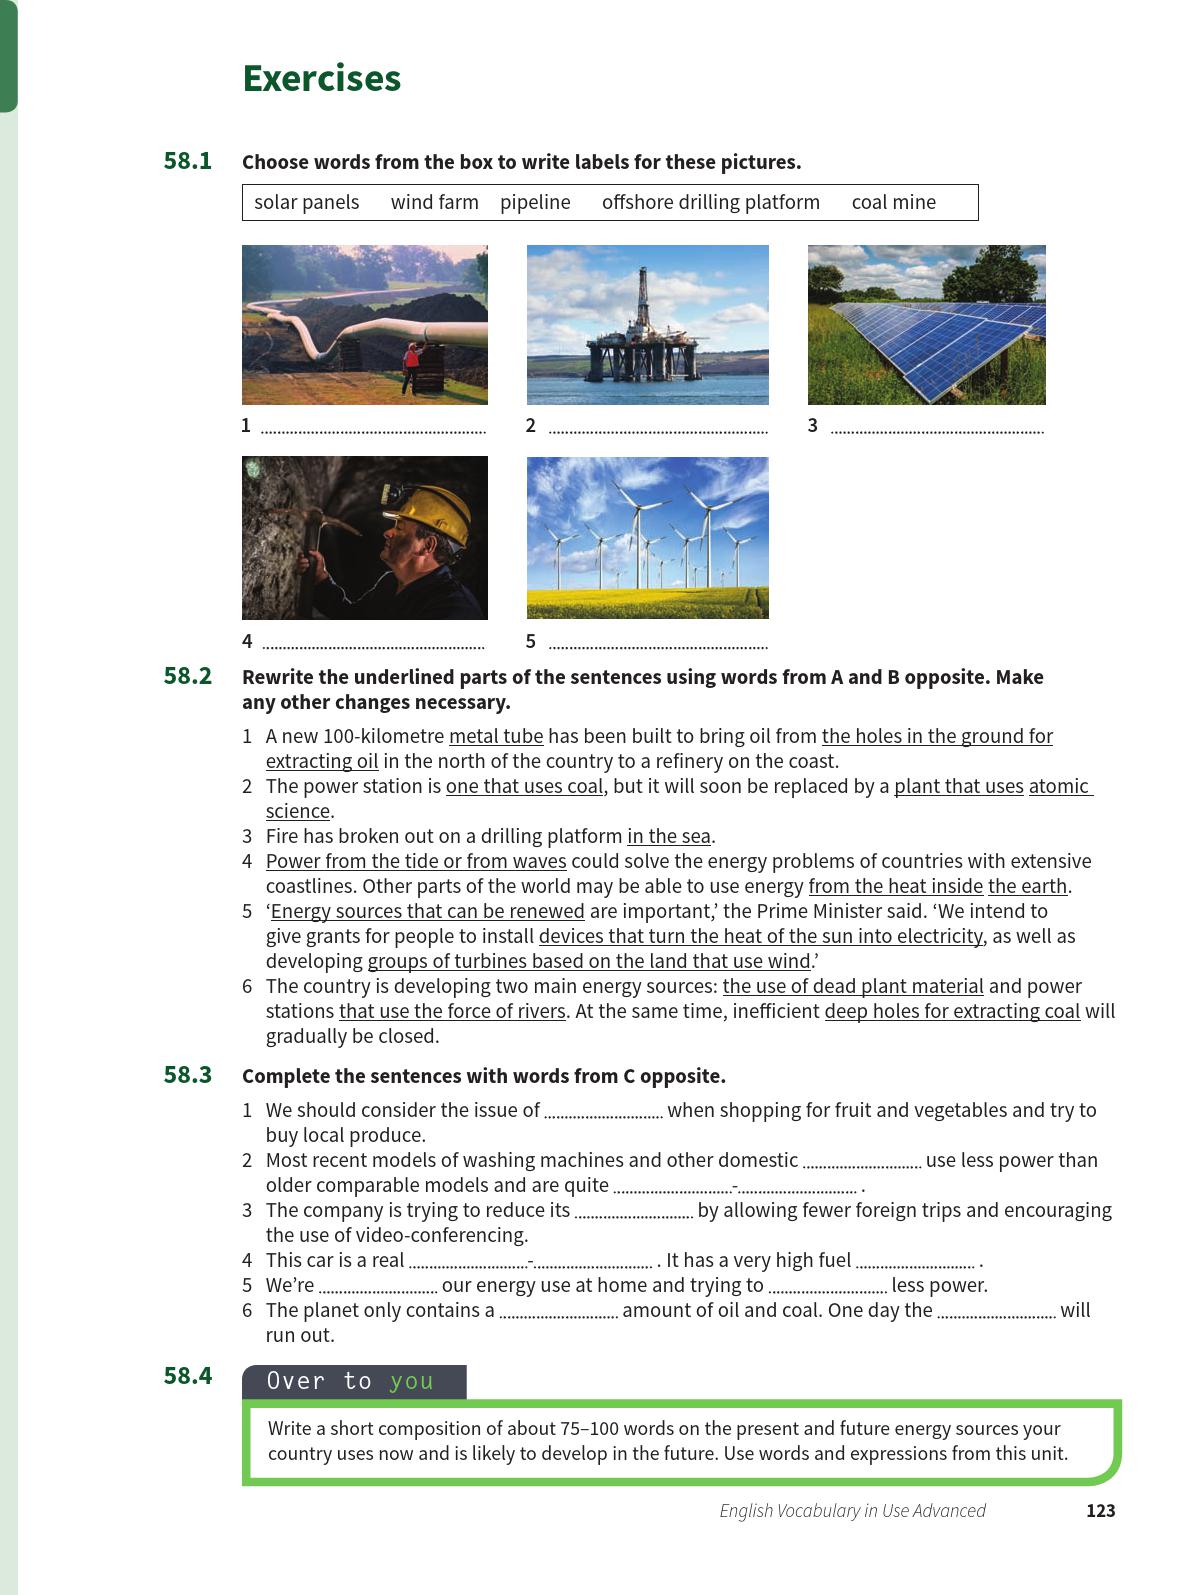 Exercises
58.1 Choose words from the box to write labels for these pictures.
solar panels wind farm pipeline offshore drilling platform coal mine
1 2 3
4 5
58.2 Rewrite the underlined parts of the sentences using words from A and B opposite. Make
any other changes necessary.
1 A new 100-kilometre metal tube has been built to bring oil from the holes in the ground for
extracting oil in the north of the country to a refinery on the coast.
2 The power station is one that uses coal, but it will soon be replaced by a plant that uses atomic
science.
3 Fire has broken out on a drilling platform in the sea.
4 Power from the tide or from waves could solve the energy problems of countries with extensive
coastlines. Other parts of the world may be able to use energy from the heat inside the earth.
5 ‘Energy sources that can be renewed are important,’ the Prime Minister said. ‘We intend to
give grants for people to install devices that turn the heat of the sun into electricity, as well as
developing groups of turbines based on the land that use wind.’
6 The country is developing two main energy sources: the use of dead plant material and power
stations that use the force of rivers. At the same time, inefficient deep holes for extracting coal will
gradually be closed.
58.3 Complete the sentences with words from C opposite.
1 We should consider the issue of ............................. when shopping for fruit and vegetables and try to
buy local produce.
2 Most recent models of washing machines and other domestic ............................. use less power than
older comparable models and are quite .............................-............................. .
3 The company is trying to reduce its ............................. by allowing fewer foreign trips and encouraging
the use of video-conferencing.
4 This car is a real .............................-............................. . It has a very high fuel ............................. .
5 We’re ............................. our energy use at home and trying to ............................. less power.
6 The planet only contains a ............................. amount of oil and coal. One day the ............................. will
run out.
58.4 Over to you
Write a short composition of about 75–100 words on the present and future energy sources your
country uses now and is likely to develop in the future. Use words and expressions from this unit.
English Vocabulary in Use Advanced 123